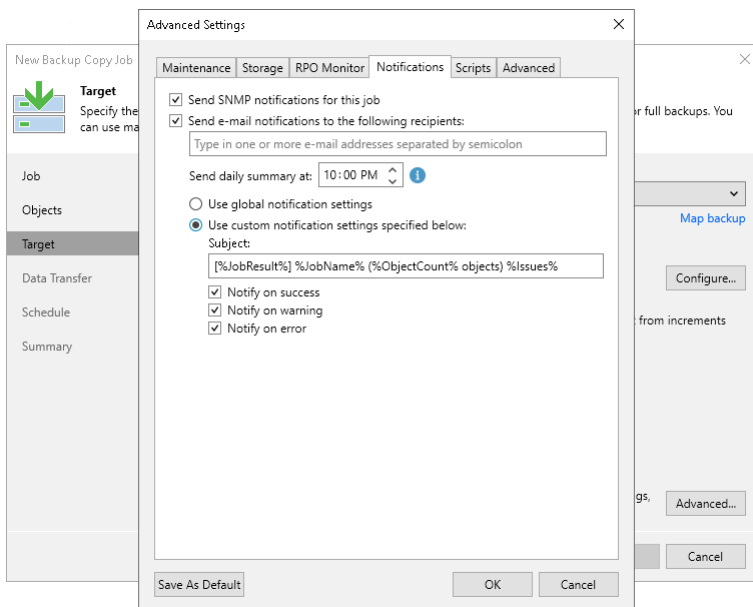 Advanced Settings
New Backup Copy Job
Target
Specify the
can use ma
or full backups. You
Job
Objects
Target
Data Transfer
Schedule
Summary
Maintenance Storage RPO Monitor Notifications Scripts Advanced
Send SNMP notifications for this job
Send e-mail notifications to the following recipients:
Type in one or more e-mail addresses separated by semicolon
Send daily summary at: 10:00 PM
Use global notification settings
Use custom notification settings specified below:
Subject:
[%JobResult%] %JobName% (%ObjectCount% objects) %Issues%
Notify on success
Notify on warning
Notify on error
Map backup
Configure...
from increments
gs,
Advanced...
Cancel
Save As Default OK Cancel